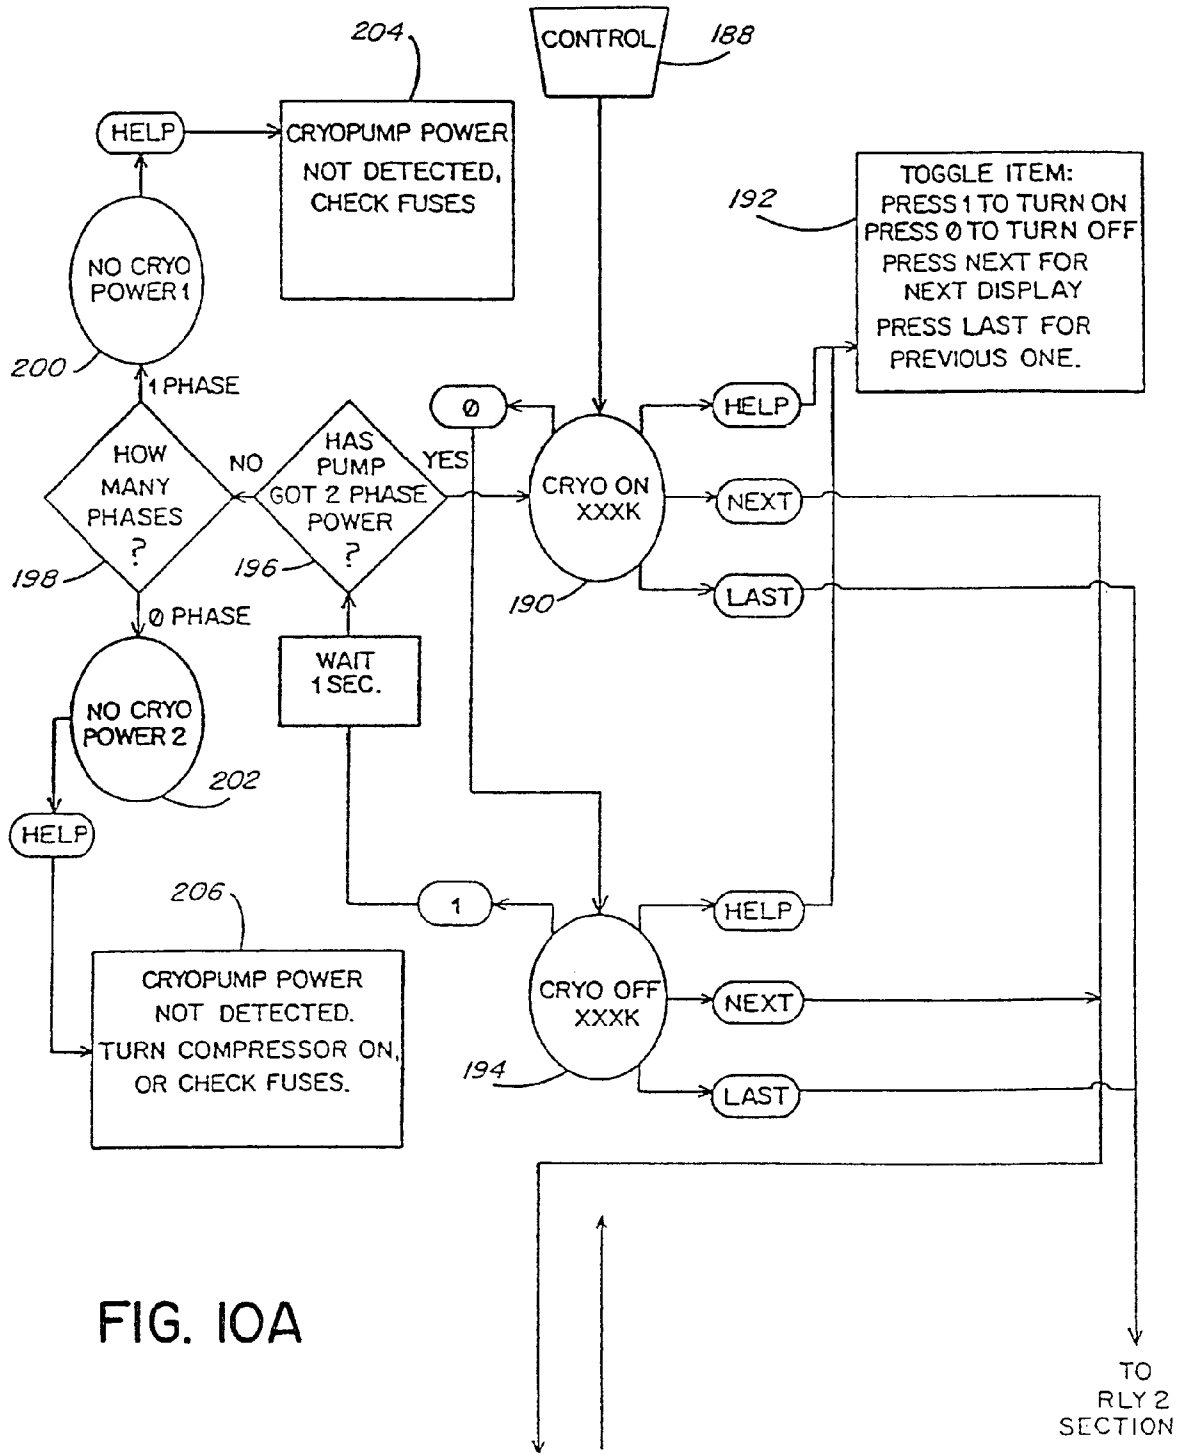 204
CONTROL
188
HELP
CRYOPUMP POWER
NOT DETECTED,
CHECK FUSES
192
TOGGLE ITEM:
PRESS 1 TO TURN ON
PRESS 0 TO TURN OFF
PRESS NEXT FOR
NEXT DISPLAY
PRESS LAST FOR
PREVIOUS ONE.
NO CRYO
POWER 1
200
1 PHASE
0
HELP
HOW
MANY
PHASES
?
198
NO
HAS
PUMP
GOT 2 PHASE
POWER
?
196
YES
CRYO ON
XXXK
190
NEXT
LAST
0 PHASE
WAIT
1 SEC.
NO CRYO
POWER 2
202
HELP
206
CRYOPUMP POWER
NOT DETECTED.
TURN COMPRESSOR ON,
OR CHECK FUSES.
1
HELP
CRYO OFF
XXXK
194
NEXT
LAST
FIG. 10A
TO
RLY 2
SECTION